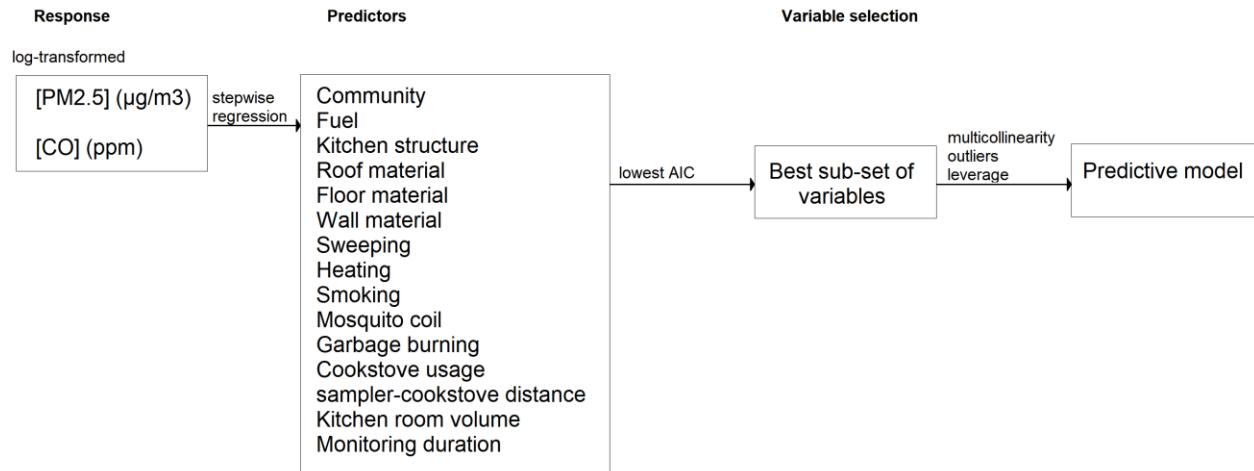 Response
Predictors
Variable selection
log-transformed
[PM2.5] (µg/m3)
[CO] (ppm)
stepwise
regression
Community
Fuel
Kitchen structure
Roof material
Floor material
Wall material
Sweeping
Heating
Smoking
Mosquito coil
Garbage burning
Cookstove usage
sampler-cookstove distance
Kitchen room volume
Monitoring duration
lowest AIC
Best sub-set of
variables
multicollinearity
outliers
leverage
Predictive model